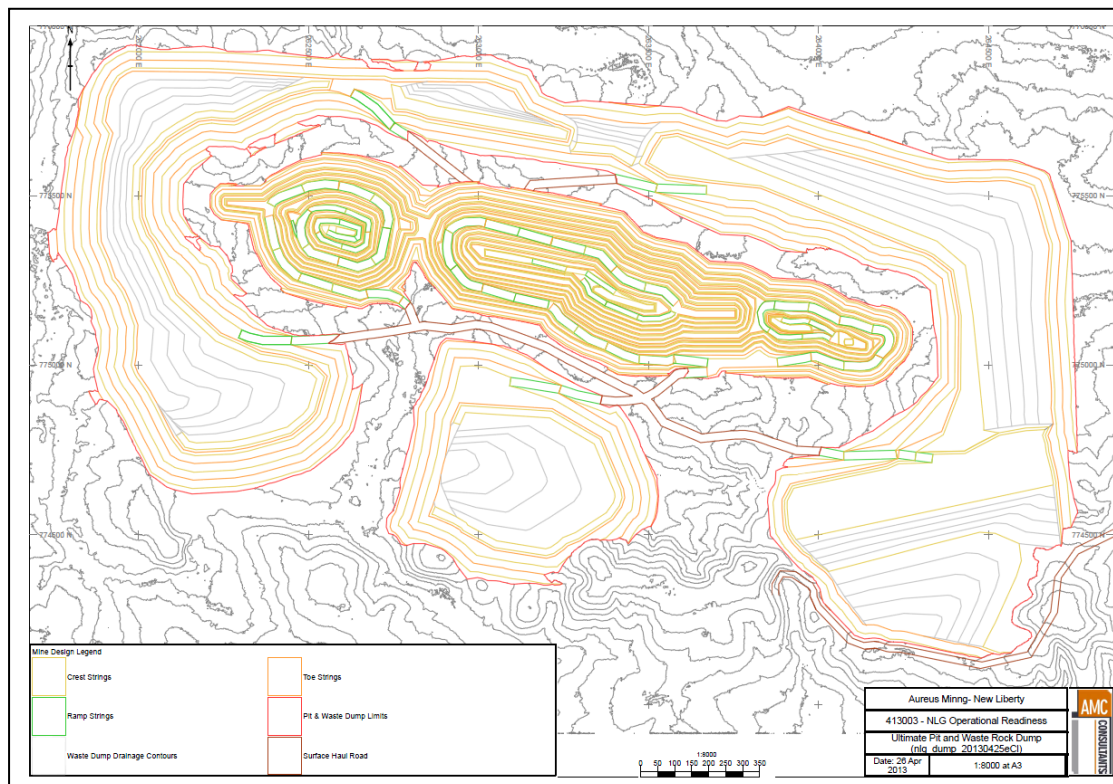 N
775500 N
775500 N
775000 N
775000 N
774500 N
774500 N
Mine Design Legend
Crest Strings
Toe Strings
Ramp Strings
Pit & Waste Dump Limits
Waste Dump Drainage Contours
Surface Haul Road
1:8000
0 50 100 150 200 250 300 350
Aureus Minng- New Liberty
413003 - NLG Operational Readiness
Ultimate Pit and Waste Rock Dump
(nlg_dump_20130425eCl)
Date: 26 Apr
2013
1:8000 at A3
AMC
CONSULTANTS